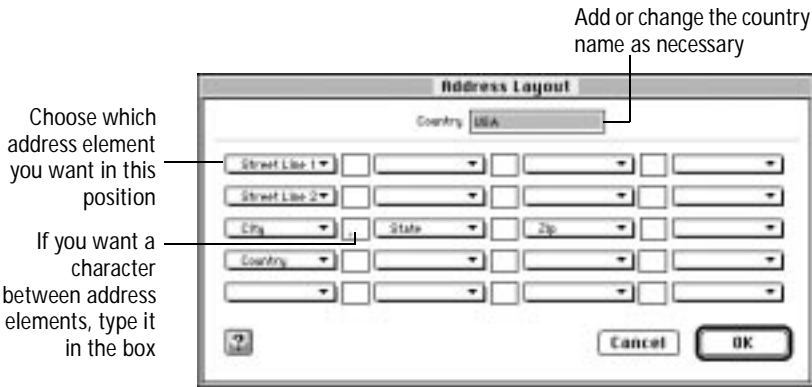 Add or change the country
name as necessary
Address Layout
Country USA
Choose which
address element
you want in this
position
Street Line 1
Street Line 2
City , State Zip
Country
If you want a
character
between address
elements, type it
in the box
? Cancel OK